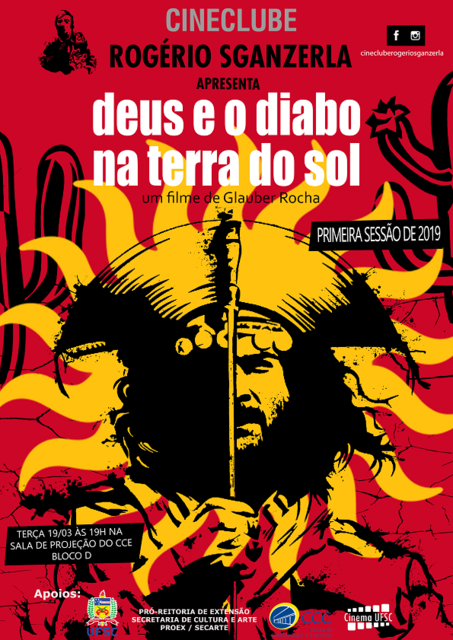 CINECLUBE
ROGÉRIO SGANZERLA
cinecluberogeriosganzerla
APRESENTA
deus e o diabo
na terra do sol
um filme de Glauber Rocha
PRIMEIRA SESSÃO DE 2019
TERÇA 19/03 ÀS 19H NA
SALA DE PROJEÇÃO DO CCE
BLOCO D
Apoios:
UFSC
PRÓ-REITORIA DE EXTENSÃO
SECRETARIA DE CULTURA E ARTE
PROEX / SECARTE
CCE
Cinema UFSC